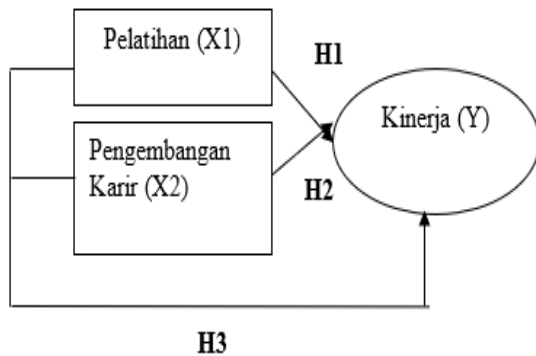 Pelatihan (X1)
H1
Kinerja (Y)
Pengembangan
Karir (X2)
H2
H3